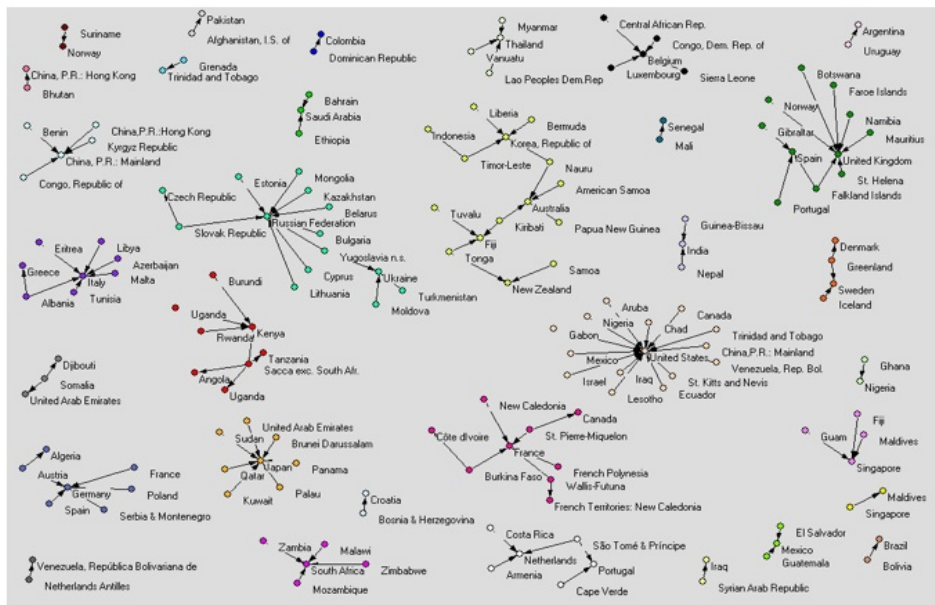 Suriname
Norway
Pakistan
Afghanistan, I.S. of
Colombia
Dominican Republic
Myanmar
Thailand
Vanuatu
Lao Peoples Dem.Rep
Central African Rep.
Congo, Dem. Rep. of
Belgium
Luxembourg
Sierra Leone
Argentina
Uruguay
China, P.R.: Hong Kong
Bhutan
Grenada
Trinidad and Tobago
Bahrain
Saudi Arabia
Ethiopia
Botswana
Faroe Islands
Norway
Namibia
Gibraltar
Mauritius
Spain
United Kingdom
St. Helena
Falkland Islands
Portugal
Benin
China,P.R.:Hong Kong
Kyrgyz Republic
China, P.R.: Mainland
Congo, Republic of
Liberia
Bermuda
Indonesia
Korea, Republic of
Timor-Leste
Nauru
American Samoa
Tuvalu
Australia
Kiribati
Papua New Guinea
Fiji
Tonga
Samoa
New Zealand
Senegal
Mali
Mongolia
Estonia
Czech Republic
Kazakhstan
Belarus
Russian Federation
Slovak Republic
Bulgaria
Yugoslavia n.s.
Cyprus
Ukraine
Lithuania
Turkmenistan
Moldova
Guinea-Bissau
India
Nepal
Denmark
Greenland
Sweden
Iceland
Eritrea
Libya
Greece
Azerbaijan
Italy
Malta
Albania
Tunisia
Burundi
Uganda
Rwanda
Kenya
Tanzania
Sacca exc. South Afr.
Angola
Uganda
Aruba
Canada
Nigeria
Chad
Gabon
Trinidad and Tobago
Mexico
United States
China,P.R.: Mainland
Venezuela, Rep. Bol.
Israel
Iraq
St. Kitts and Nevis
Lesotho
Ecuador
Ghana
Nigeria
Djibouti
Somalia
United Arab Emirates
New Caledonia
Canada
Côte dIvoire
St. Pierre-Miquelon
France
Burkina Faso
French Polynesia
Wallis-Futuna
French Territories: New Caledonia
Fiji
Guam
Maldives
Singapore
Algeria
Austria
France
Germany
Poland
Spain
Serbia & Montenegro
United Arab Emirates
Sudan
Brunei Darussalam
Japan
Panama
Qatar
Kuwait
Palau
Croatia
Bosnia & Herzegovina
Maldives
Singapore
Costa Rica
São Tomé & Príncipe
Netherlands
Portugal
Armenia
Cape Verde
El Salvador
Mexico
Guatemala
Brazil
Bolivia
Venezuela, República Bolivariana de
Netherlands Antilles
Zambia
Malawi
South Africa
Zimbabwe
Mozambique
Iraq
Syrian Arab Republic